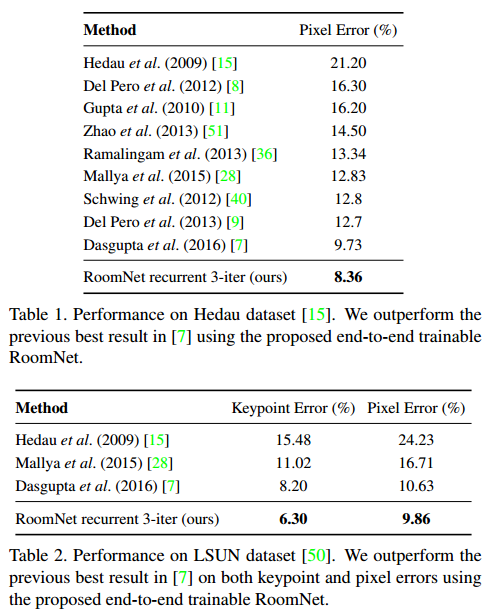 Method Pixel Error (%)
Hedau et al. (2009) [15] 21.20
Del Pero et al. (2012) [8] 16.30
Gupta et al. (2010) [11] 16.20
Zhao et al. (2013) [51] 14.50
Ramalingam et al. (2013) [36] 13.34
Mallya et al. (2015) [28] 12.83
Schwing et al. (2012) [40] 12.8
Del Pero et al. (2013) [9] 12.7
Dasgupta et al. (2016) [7] 9.73
RoomNet recurrent 3-iter (ours) 8.36
Table 1. Performance on Hedau dataset [15]. We outperform the
previous best result in [7] using the proposed end-to-end trainable
RoomNet.
Method Keypoint Error (%) Pixel Error (%)
Hedau et al. (2009) [15] 15.48 24.23
Mallya et al. (2015) [28] 11.02 16.71
Dasgupta et al. (2016) [7] 8.20 10.63
RoomNet recurrent 3-iter (ours) 6.30 9.86
Table 2. Performance on LSUN dataset [50]. We outperform the
previous best result in [7] on both keypoint and pixel errors using
the proposed end-to-end trainable RoomNet.